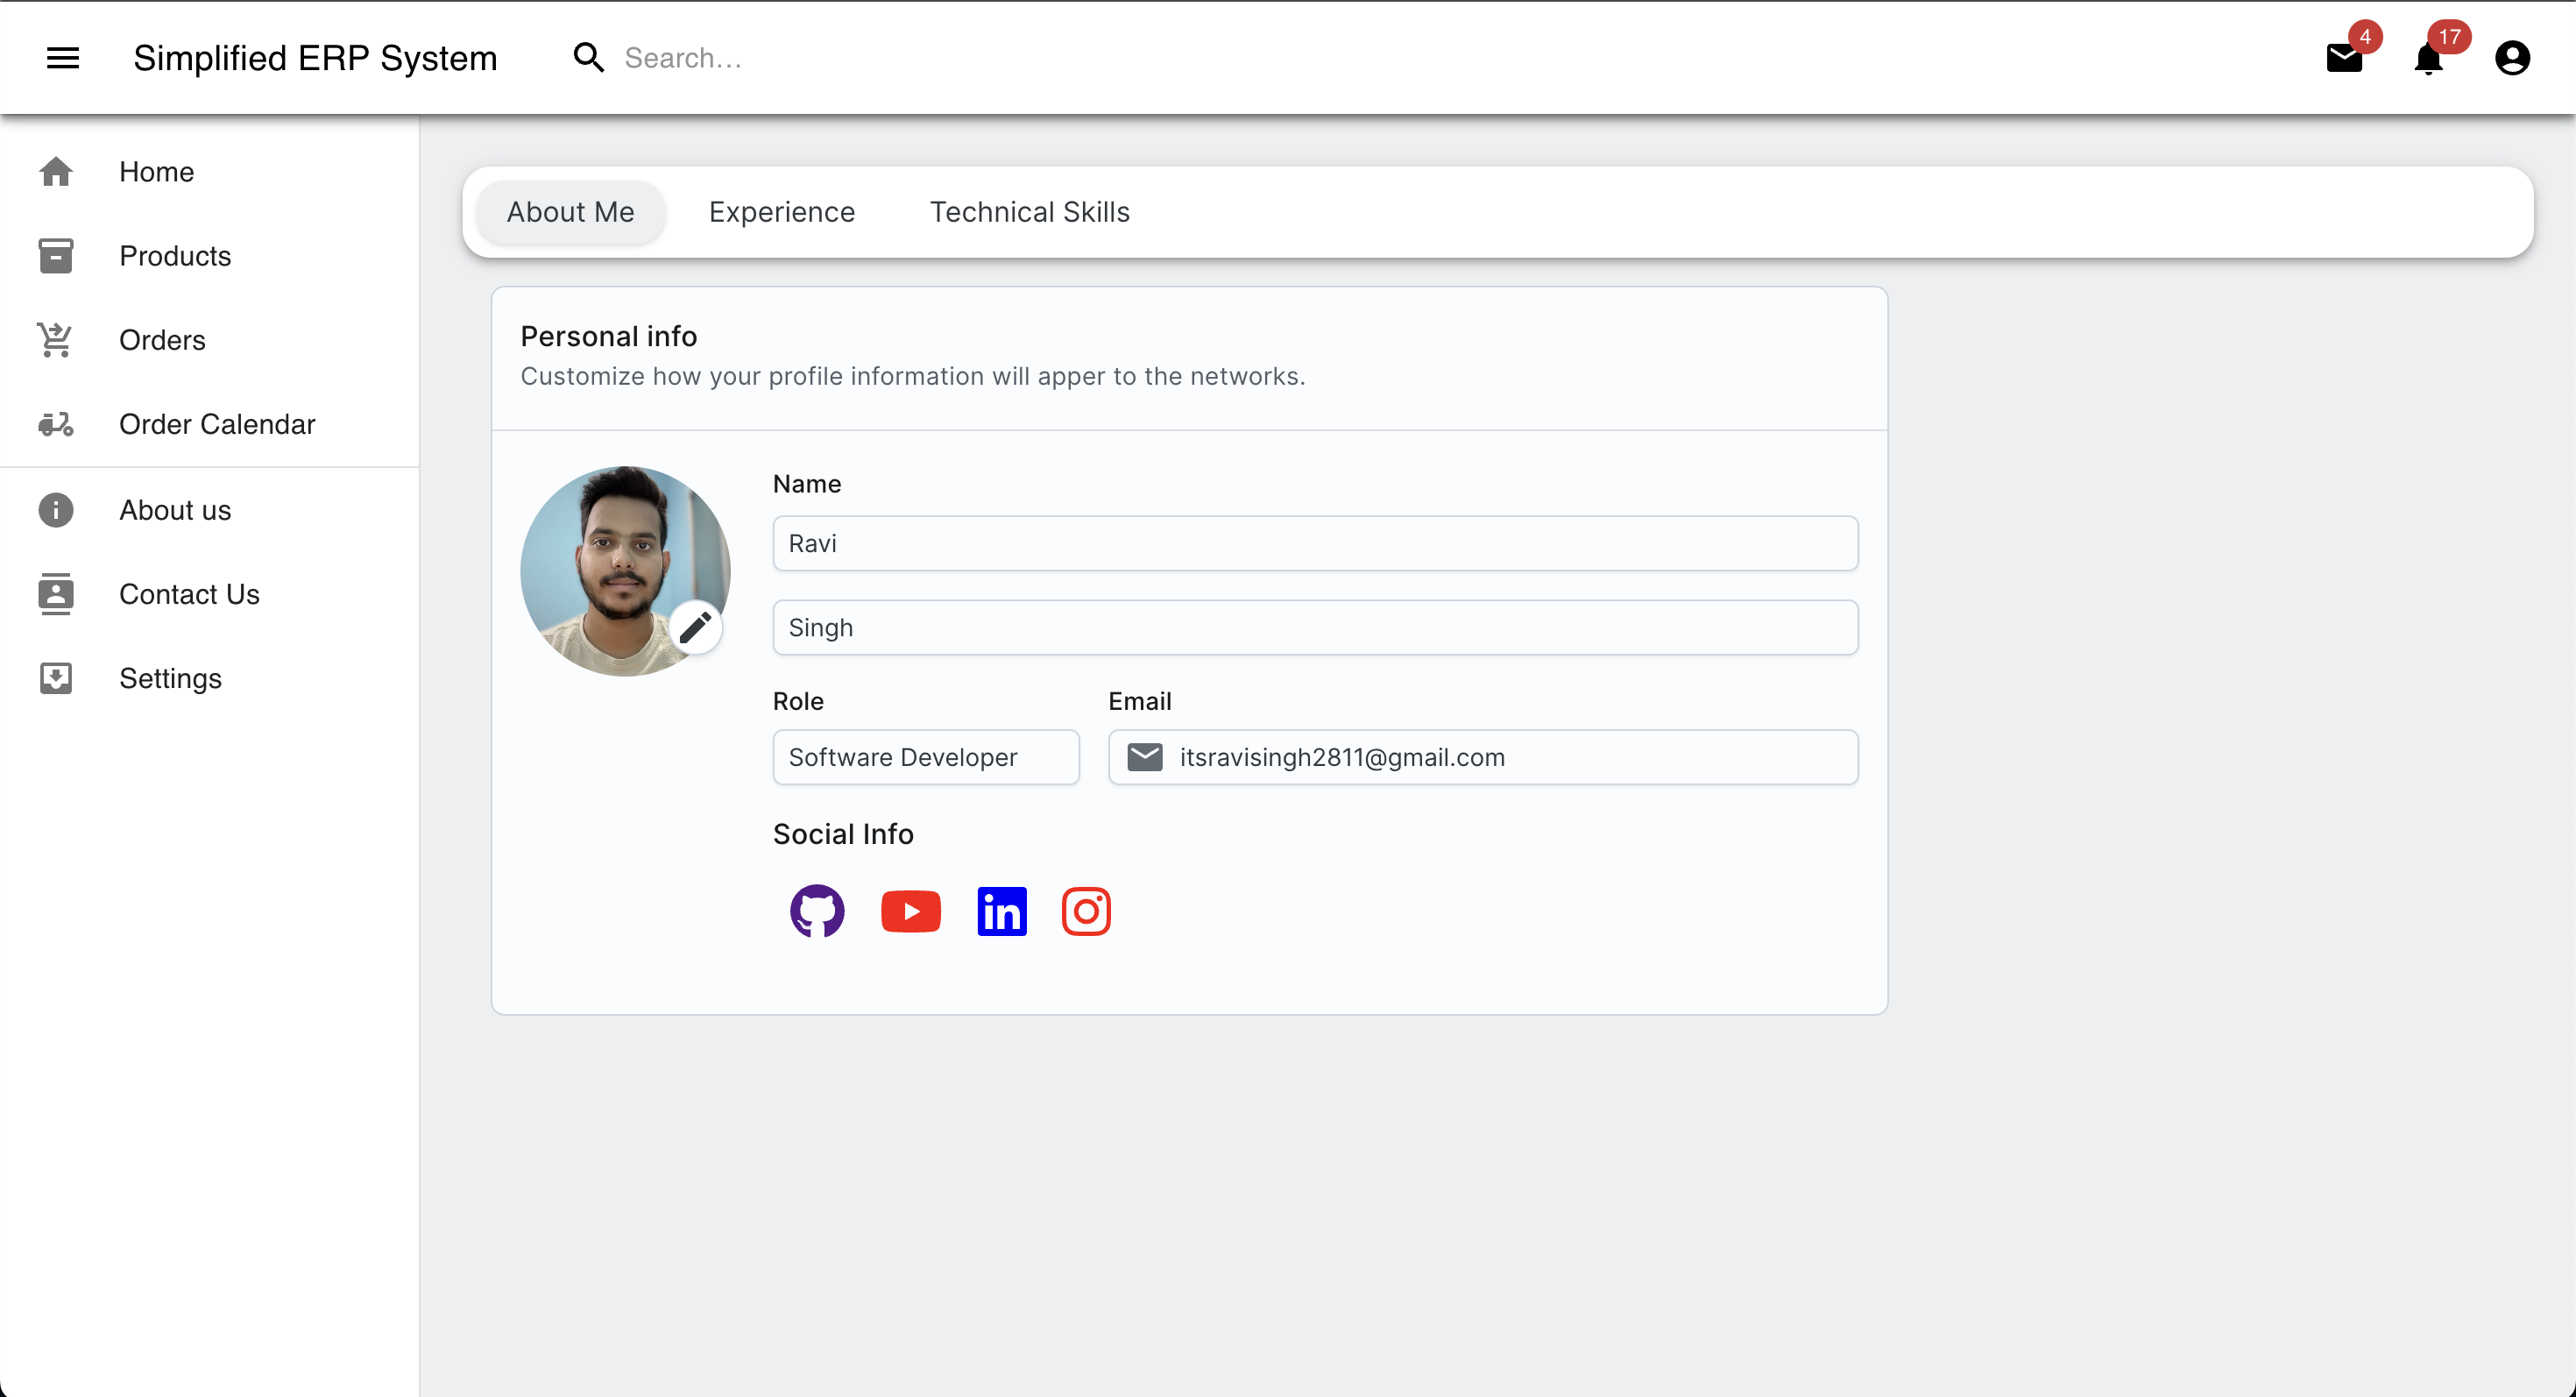 Simplified ERP System
Search...
4
17
Home
Products
Orders
Order Calendar
About us
Contact Us
Settings
About Me
Experience
Technical Skills
Personal info
Customize how your profile information will apper to the networks.
Name
Ravi
Singh
Role
Email
Software Developer
itsravisingh2811@gmail.com
Social Info
in